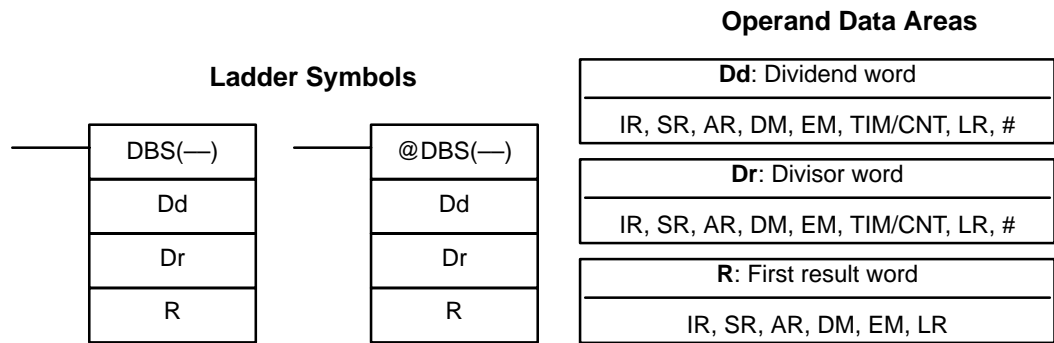 Operand Data Areas
Ladder Symbols
DBS(—)
Dd
Dr
R
@DBS(—)
Dd
Dr
R
Dd: Dividend word
IR, SR, AR, DM, EM, TIM/CNT, LR, #
Dr: Divisor word
IR, SR, AR, DM, EM, TIM/CNT, LR, #
R: First result word
IR, SR, AR, DM, EM, LR